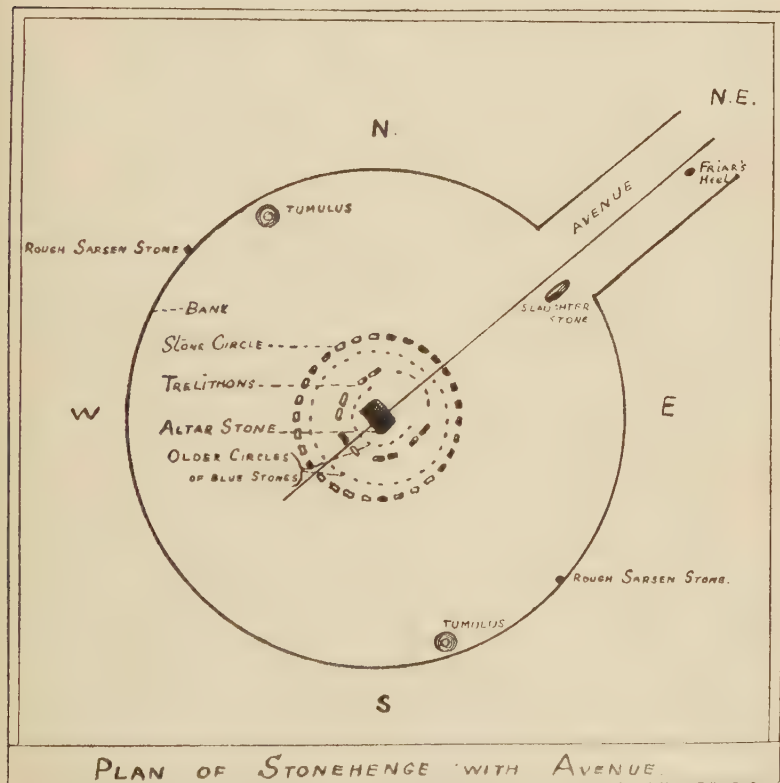 N.
N.E.
FRIAR'S
HEEL
AVENUE
TUMULUS
ROUGH SARSEN STONE
SLAUGHTER
STONE
BANK
STONE CIRCLE
TRELITHONS
W
E
ALTAR STONE
OLDER CIRCLES
OF BLUE STONES
ROUGH SARSEN STONE.
TUMULUS
S
PLAN OF STONEHENGE WITH AVENUE.